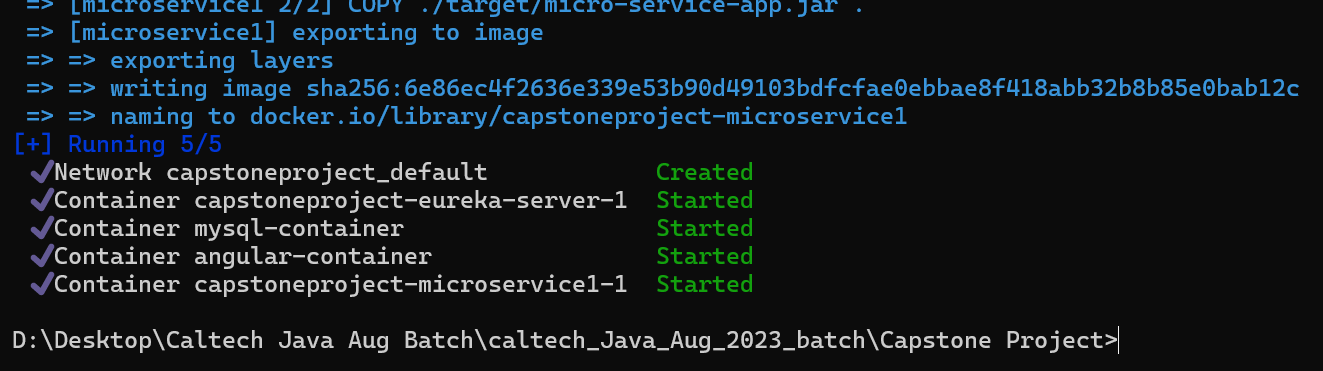 => [microservice1 2/2] COPY ./target/micro-service-app.jar .
=> [microservice1] exporting to image
=> => exporting layers
=> => writing image sha256:6e86ec4f2636e339e53b90d49103bdfcfae0ebbae8f418abb32b8b85e0bab12c
=> => naming to docker.io/library/capstoneproject-microservice1
[+] Running 5/5
✔Network capstoneproject_default Created
✔Container capstoneproject-eureka-server-1 Started
✔Container mysql-container Started
✔Container angular-container Started
✔Container capstoneproject-microservice1-1 Started
D:\Desktop\Caltech Java Aug Batch\caltech_Java_Aug_2023_batch\Capstone Project>